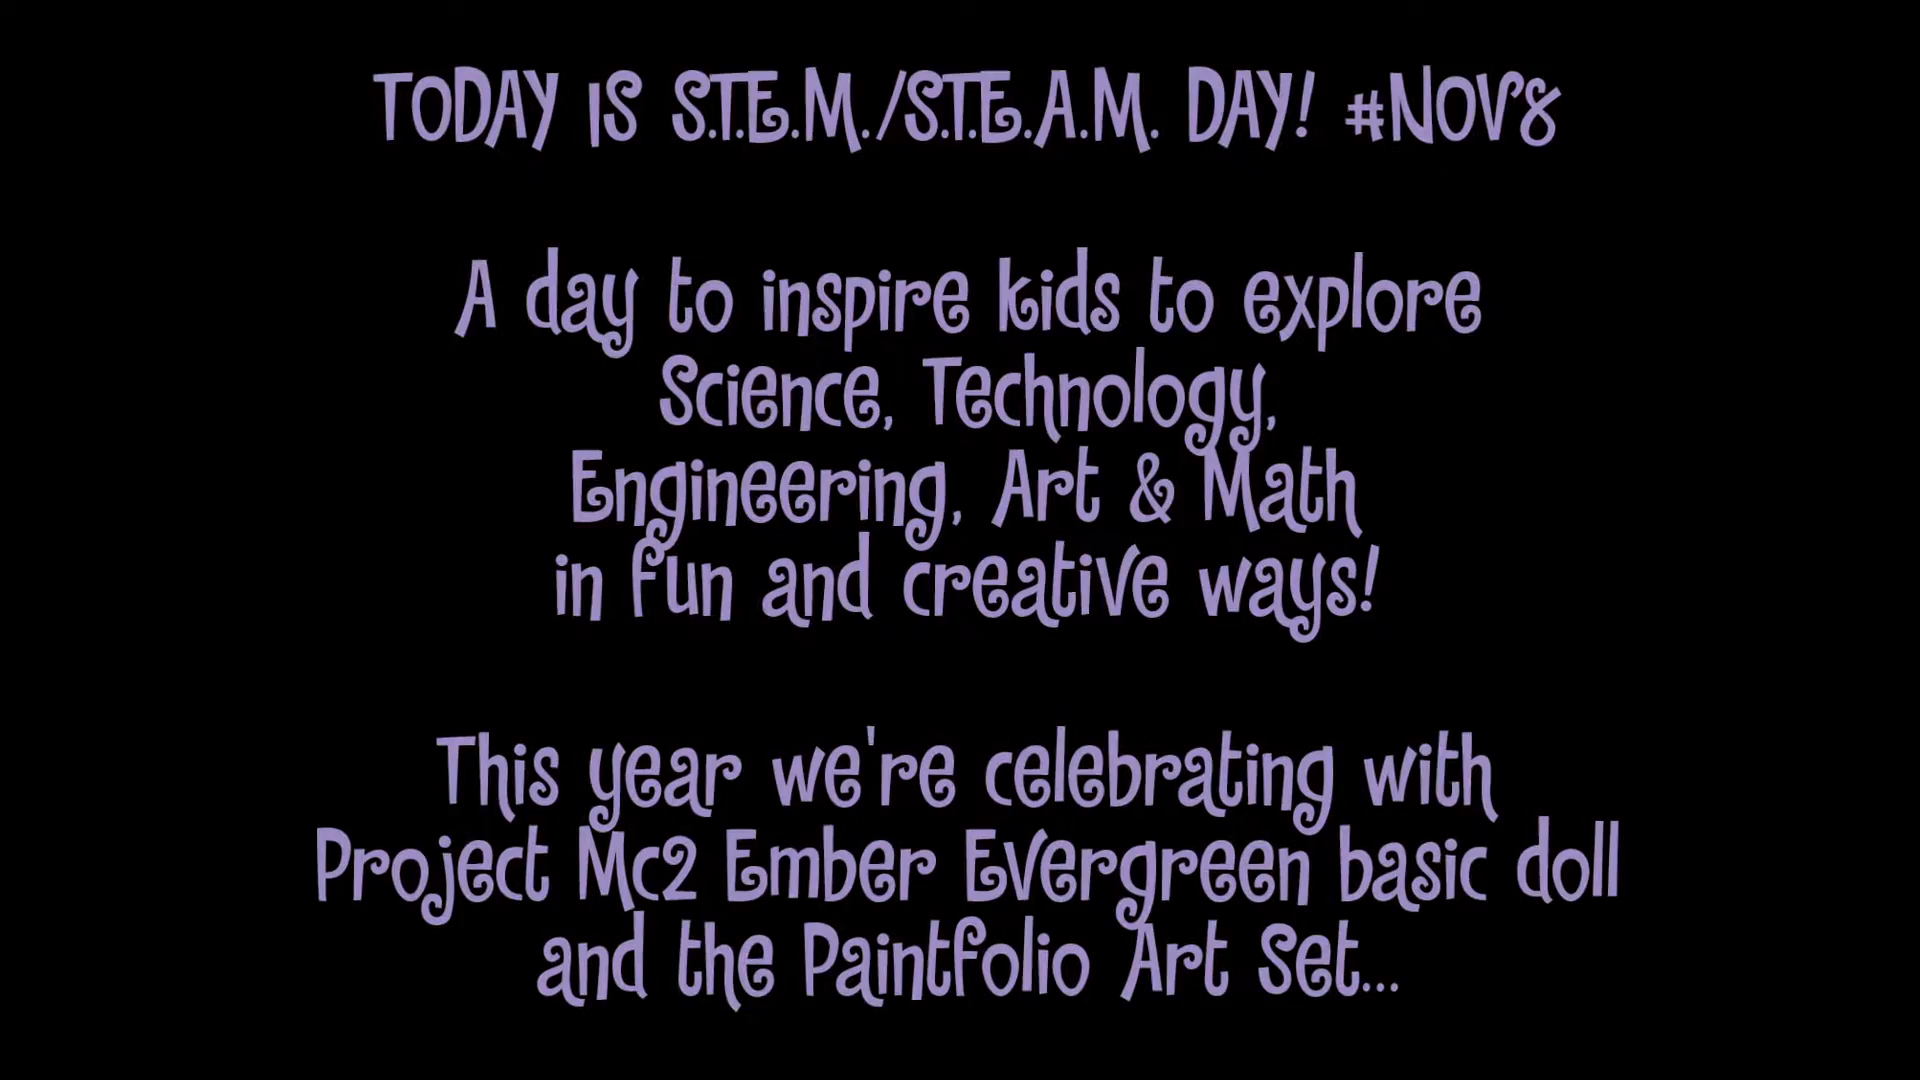 TODAY IS S.T.E.M./S.T.E.A.M. DAY! #NOV8
A day to inspire kids to explore
Science, Technology,
Engineering, Art & Math
in fun and creative ways!
This year we're celebrating with
Project Mc2 Ember Evergreen basic doll
and the Paintfolio Art Set...